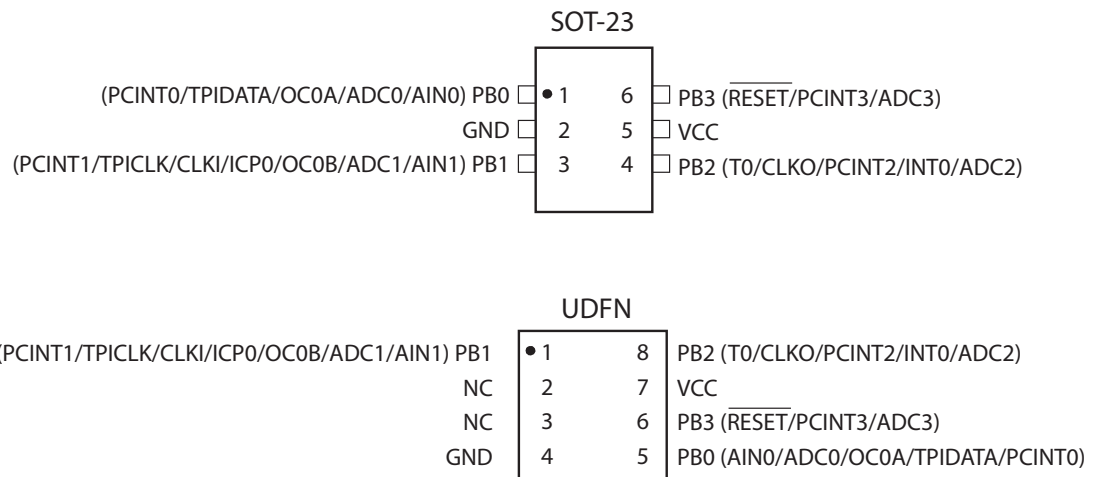 SOT-23
(PCINT0/TPIDATA/OC0A/ADC0/AIN0) PB0 1 6 PB3 (RESET/PCINT3/ADC3)
GND 2 5 VCC
(PCINT1/TPICLK/CLKI/ICP0/OC0B/ADC1/AIN1) PB1 3 4 PB2 (T0/CLKO/PCINT2/INT0/ADC2)
UDFN
(PCINT1/TPICLK/CLKI/ICP0/OC0B/ADC1/AIN1) PB1 1 8 PB2 (T0/CLKO/PCINT2/INT0/ADC2)
NC 2 7 VCC
NC 3 6 PB3 (RESET/PCINT3/ADC3)
GND 4 5 PB0 (AIN0/ADC0/OC0A/TPIDATA/PCINT0)